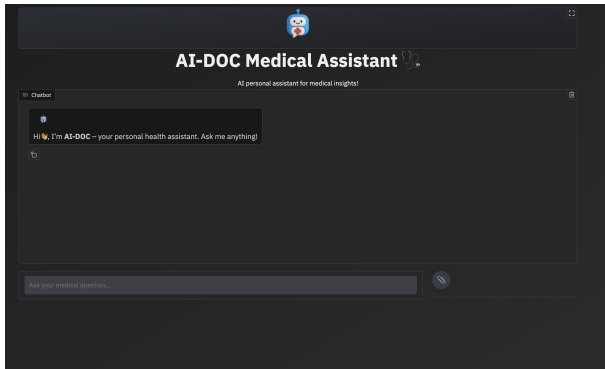 AI-DOC Medical Assistant 🩺
AI personal assistant for medical insights!
Chatbot
Hi👋, I'm AI-DOC – your personal health assistant. Ask me anything!
Ask your medical question...